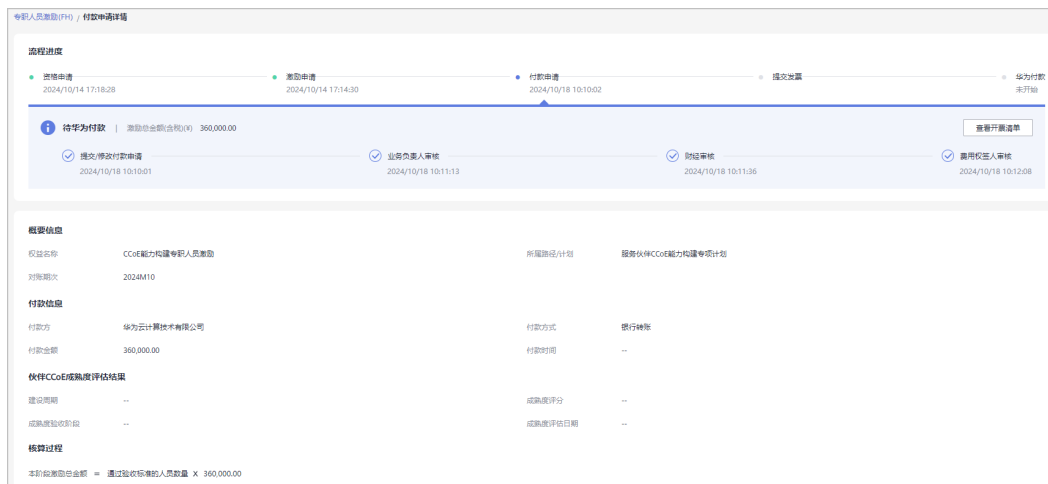 专职人员激励(FH) / 付款申请详情
流程进度
资格申请 激励申请 付款申请 提交发票 华为付款
2024/10/14 17:18:28 2024/10/14 17:14:30 2024/10/18 10:10:02 未开始
待华为付款 | 激励总金额(含税)(¥) 360,000.00 查看开票清单
提交/修改付款申请 业务负责人审核 财经审核 费用权签人审核
2024/10/18 10:10:01 2024/10/18 10:11:13 2024/10/18 10:11:36 2024/10/18 10:12:08
概要信息
权益名称 CCoE能力构建专职人员激励 所属路径/计划 服务伙伴CCoE能力构建专项计划
对账期次 2024M10
付款信息
付款方 华为云计算技术有限公司 付款方式 银行转账
付款金额 360,000.00 付款时间 --
伙伴CCoE成熟度评估结果
建设周期 -- 成熟度评分 --
成熟度验收阶段 -- 成熟度评估日期 --
核算过程
本阶段激励总金额 = 通过验收标准的人员数量 X 360,000.00